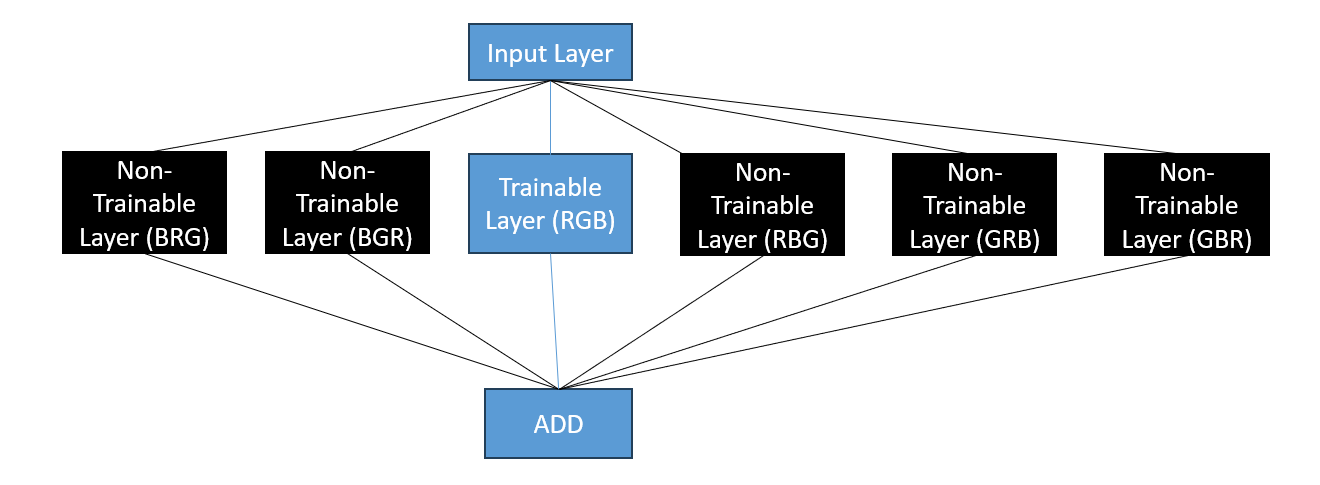 Input Layer
Non-
Trainable
Layer (BRG)
Non-
Trainable
Layer (BGR)
Trainable
Layer (RGB)
Non-
Trainable
Layer (RBG)
Non-
Trainable
Layer (GRB)
Non-
Trainable
Layer (GBR)
ADD